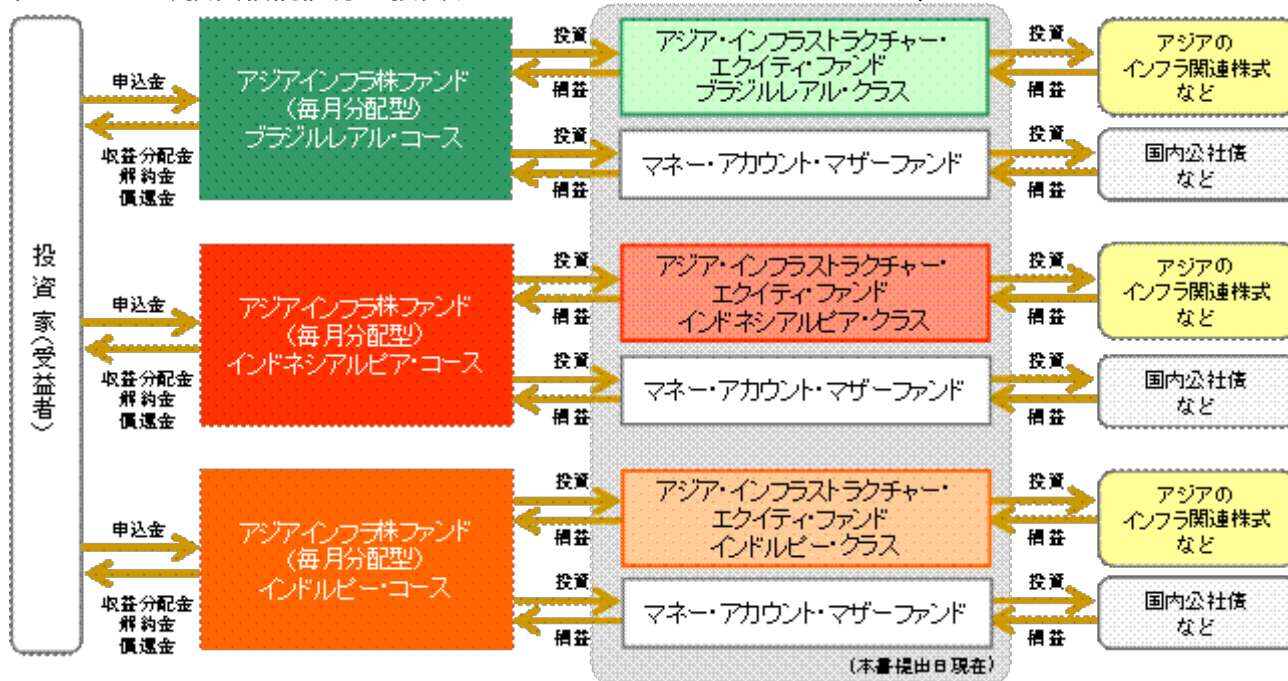 投資家(受益者)
申込金
収益分配金
解約金
償還金
アジアインフラ株ファンド
(毎月分配型)
ブラジルレアル・コース
投資
損益
アジア・インフラストラクチャー・
エクイティ・ファンド
ブラジルレアル・クラス
投資
損益
アジアの
インフラ関連株式
など
投資
損益
マネー・アカウント・マザーファンド
投資
損益
国内公社債
など
申込金
収益分配金
解約金
償還金
アジアインフラ株ファンド
(毎月分配型)
インドネシアルピア・コース
投資
損益
アジア・インフラストラクチャー・
エクイティ・ファンド
インドネシアルピア・クラス
投資
損益
アジアの
インフラ関連株式
など
投資
損益
マネー・アカウント・マザーファンド
投資
損益
国内公社債
など
申込金
収益分配金
解約金
償還金
アジアインフラ株ファンド
(毎月分配型)
インドルピー・コース
投資
損益
アジア・インフラストラクチャー・
エクイティ・ファンド
インドルピー・クラス
投資
損益
アジアの
インフラ関連株式
など
投資
損益
マネー・アカウント・マザーファンド
投資
損益
国内公社債
など
(本書提出日現在)